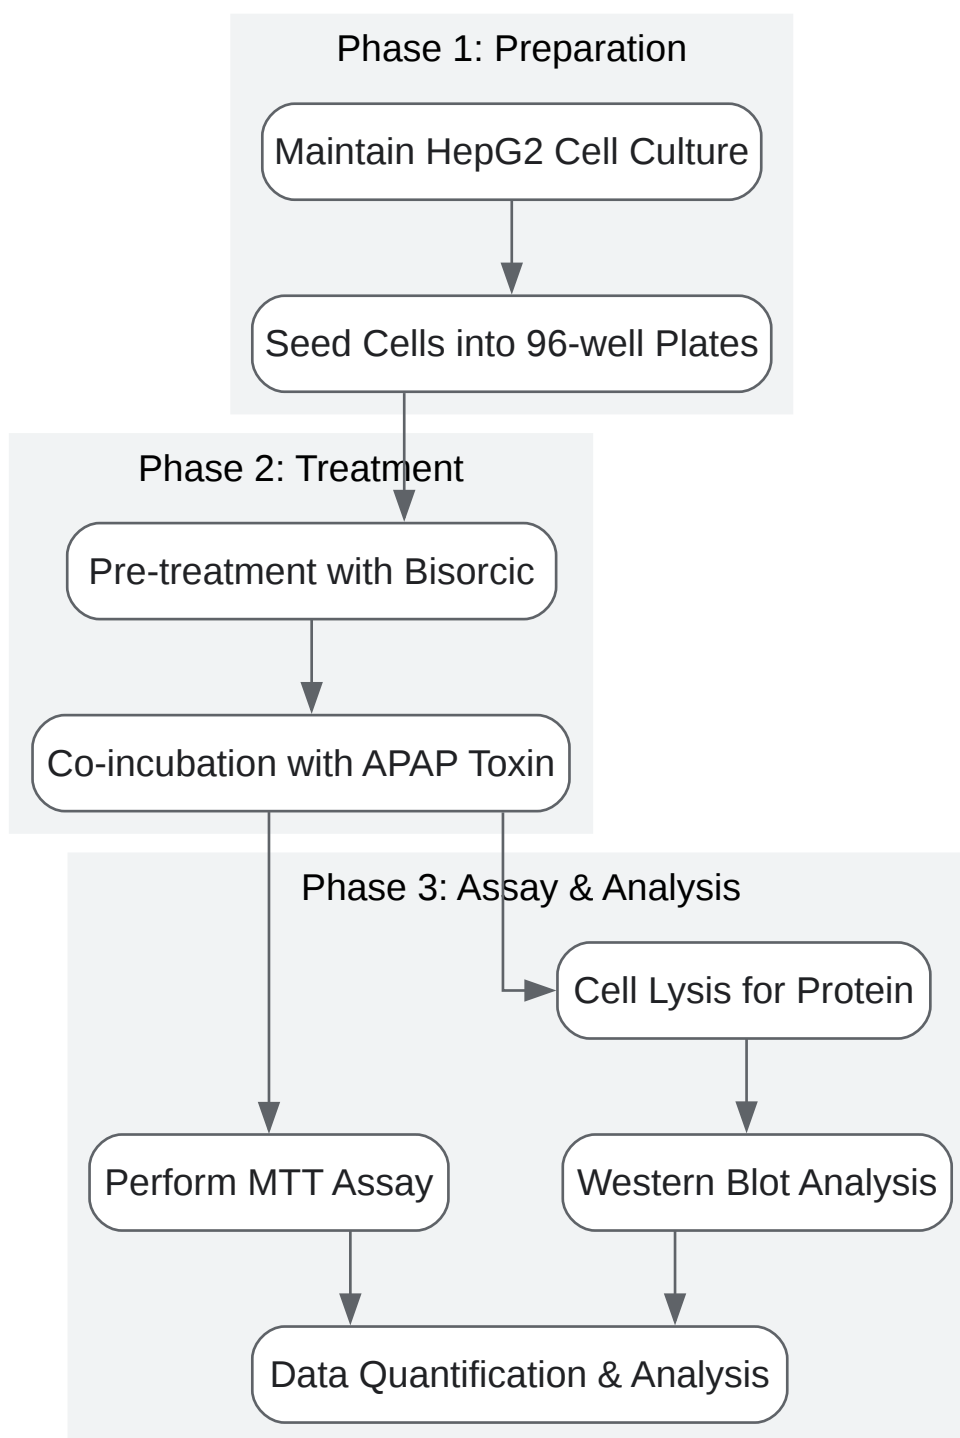 Phase 1: Preparation
Maintain HepG2 Cell Culture
Seed Cells into 96-well Plates
Phase 2: Treatment
Pre-treatment with Bisorcic
Co-incubation with APAP Toxin
Phase 3: Assay & Analysis
Cell Lysis for Protein
Perform MTT Assay
Western Blot Analysis
Data Quantification & Analysis